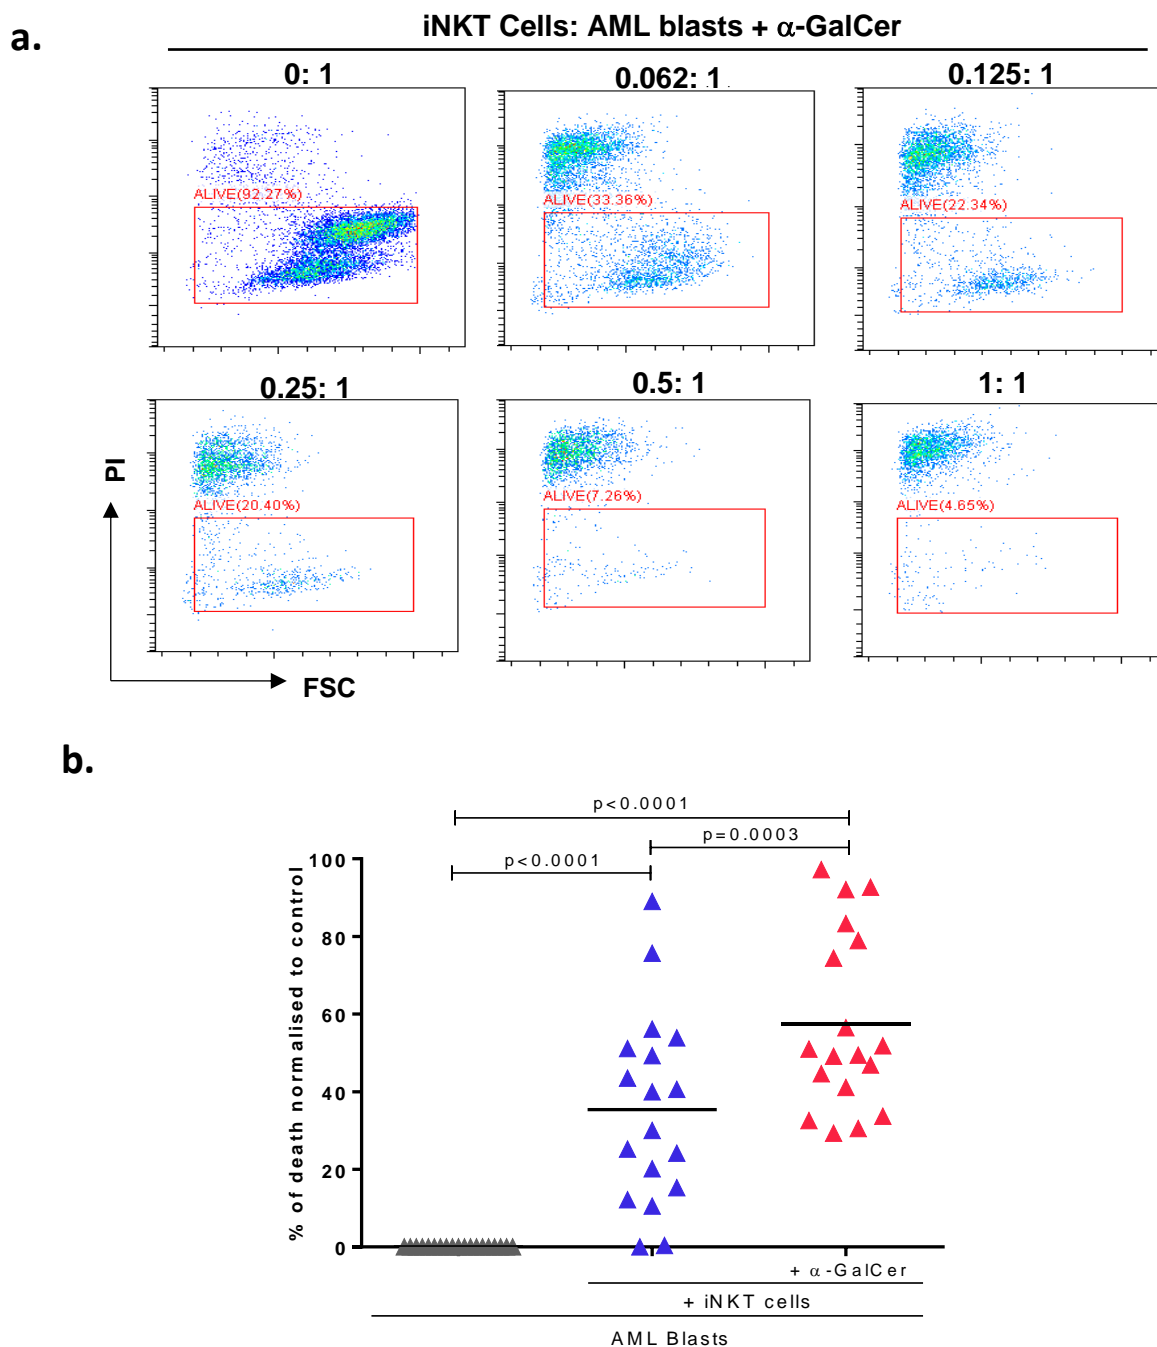 a.
iNKT Cells: AML blasts + α-GalCer
0: 1
0.062: 1
0.125: 1
ALIVE(92.27%)
ALIVE(33.36%)
ALIVE(22.34%)
0.25: 1
0.5: 1
1: 1
ALIVE(20.40%)
ALIVE(7.26%)
ALIVE(4.65%)
PI
FSC
b.
p<0.0001
p=0.0003
p<0.0001
% of death normalised to control
100
80
60
40
20
0
+ α-GalCer
+ iNKT cells
AML Blasts